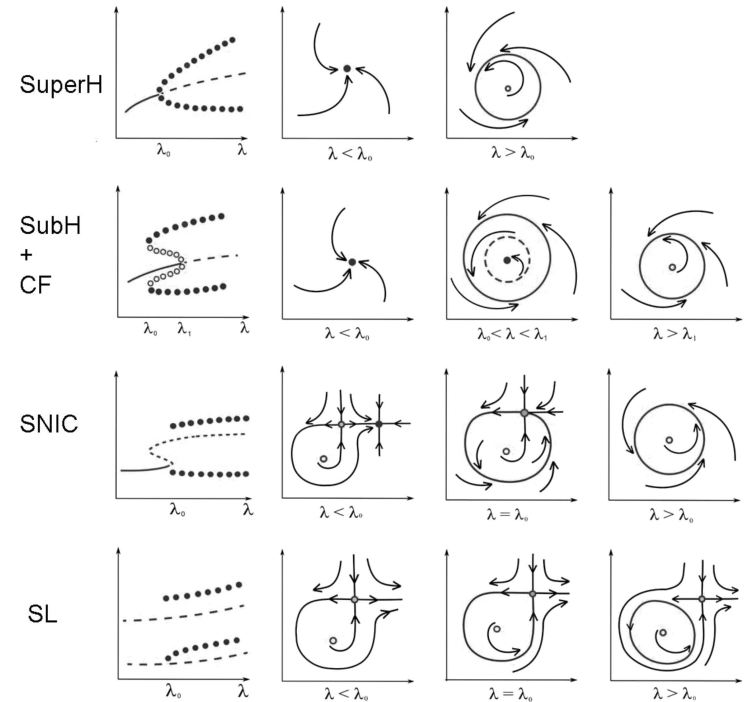 SuperH
λ₀ λ
λ < λ₀
λ > λ₀
SubH
+
CF
λ₀ λ₁ λ
λ < λ₀
λ₀< λ < λ₁
λ > λ₁
SNIC
λ₀ λ
λ < λ₀
λ = λ₀
λ > λ₀
SL
λ₀ λ
λ < λ₀
λ = λ₀
λ > λ₀